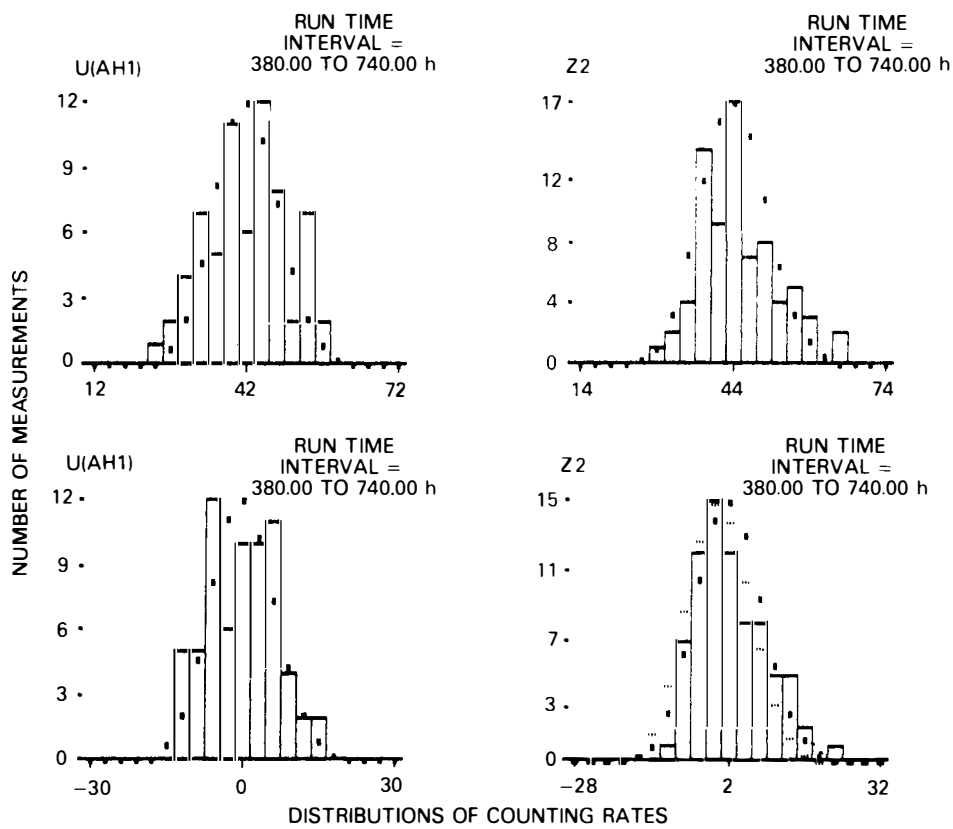 RUN TIME
INTERVAL =
380.00 TO 740.00 h
U(AH1)
12
9
6
3
0
12 42 72
RUN TIME
INTERVAL =
380.00 TO 740.00 h
Z2
17
12
8
4
0
14 44 74
RUN TIME
INTERVAL =
380.00 TO 740.00 h
U(AH1)
12
9
6
3
0
−30 0 30
RUN TIME
INTERVAL =
380.00 TO 740.00 h
Z2
15
11
7
3
0
−28 2 32
NUMBER OF MEASUREMENTS
DISTRIBUTIONS OF COUNTING RATES